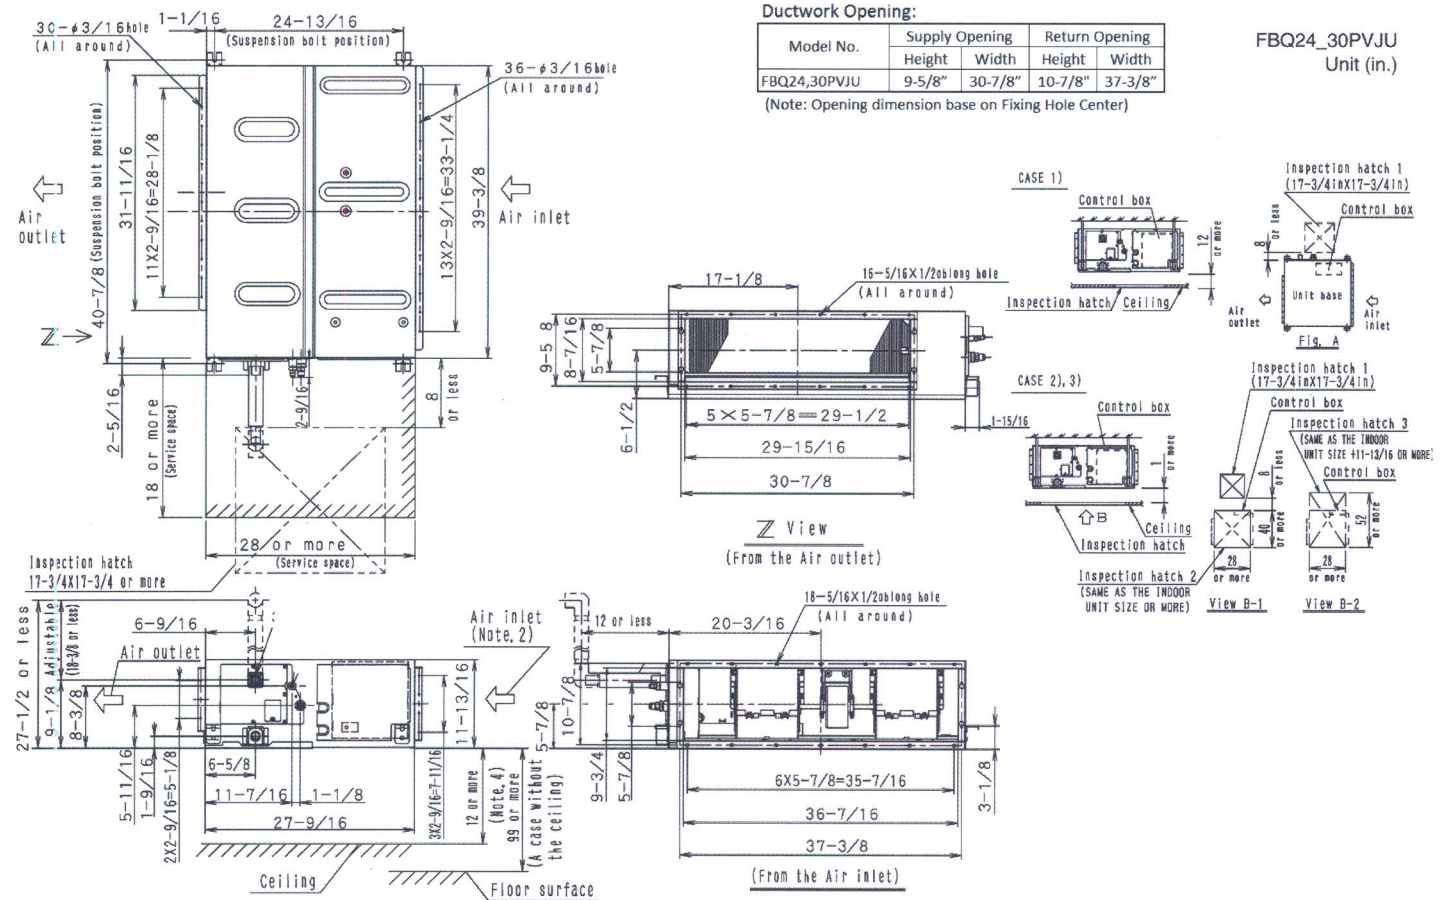 Ductwork Opening:
Model No.
Supply Opening
Return Opening
Height
Width
Height
Width
FBQ24,30PVJU
9-5/8"
30-7/8"
10-7/8"
37-3/8"
(Note: Opening dimension base on Fixing Hole Center)
FBQ24_30PVJU
Unit (in.)
30-φ3/16hole
(All around)
1-1/16
24-13/16
(Suspension bolt position)
36-φ3/16hole
(All around)
40-7/8(Suspension bolt position)
31-11/16
11X2-9/16=28-1/8
13X2-9/16=33-1/4
39-3/8
Air
outlet
Air inlet
Z
2-5/16
18 or more
(Service space)
2-9/16
8
or less
28 or more
(Service space)
Inspection hatch
17-3/4X17-3/4 or more
17-1/8
16-5/16X1/2oblong hole
(All around)
9-5 8
8-7/16
5-7/8
6-1/2
5X5-7/8=29-1/2
29-15/16
30-7/8
1-15/16
Z View
(From the Air outlet)
CASE 1)
Control box
12
or more
Inspection hatch
Ceiling
Inspection hatch 1
(17-3/4inX17-3/4in)
Control box
8
or less
Unit base
Air
outlet
Air
inlet
Fig. A
CASE 2),3)
Control box
1
or more
B
Ceiling
Inspection hatch
Inspection hatch 1
(17-3/4inX17-3/4in)
Control box
Inspection hatch 3
(SAME AS THE INDOOR
UNIT SIZE +11-13/16 OR MORE)
Control box
8
or less
40
or more
52
or more
28
or more
28
or more
Inspection hatch 2
(SAME AS THE INDOOR
UNIT SIZE OR MORE)
View B-1
View B-2
27-1/2 or less
9-1/8 Adjustable
(18-3/8 or less)
8-3/8
6-9/16
Air outlet
Air inlet
(Note.2)
5-11/16
1-9/16
2X2-9/16=5-1/8
6-5/8
11-7/16
1-1/8
27-9/16
11-13/16
3X2-9/16=7-11/16
12 or more
(Note.4)
99 or more
(A case without
the ceiling)
Ceiling
Floor surface
12 or less
20-3/16
18-5/16X1/2oblong hole
(All around)
5-7/8
10-7/8
9-3/4
5-7/8
6X5-7/8=35-7/16
36-7/16
37-3/8
3-1/8
(From the Air inlet)